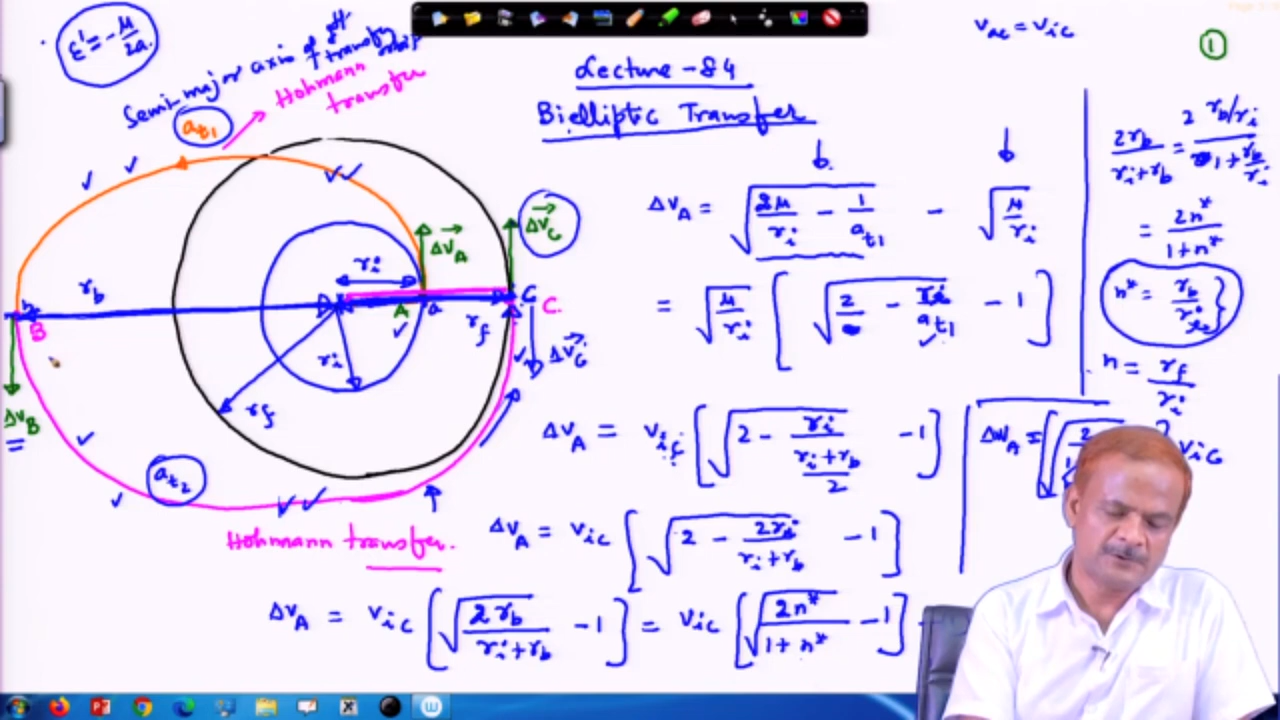 ε' = -μ/2a.
Semi-major axis of 1st transfer orbit
a_t1
Hohmann transfer
v_ac = v_ic
1
Lecture - 84
Bielliptic Transfer
Δv_A = √(2μ/r_i - 1/a_t1) - √(μ/r_i)
= √(μ/r_i) [√(2 - r_i/a_t1) - 1]
Δv_A = v_ic [√(2 - r_i/((r_i+r_b)/2)) - 1]
Δv_A = v_ic [√(2 - 2r_i/(r_i+r_b)) - 1]
Δv_A = v_ic [√(2r_b/(r_i+r_b)) - 1] = v_ic [√(2n*/(1+n*)) - 1]
2r_b/(r_i+r_b) = (2 r_b/r_i)/(1 + r_b/r_i)
= 2n*/(1+n*)
n* = r_b/r_i
n = r_f/r_i
Δv_A =
v_ic
Δv_A
Δv_C
r_i
r_b
A
a
C
C
B
r_f
r_i
r_f
Δv_C
Δv_B
a_t2
Hohmann transfer.